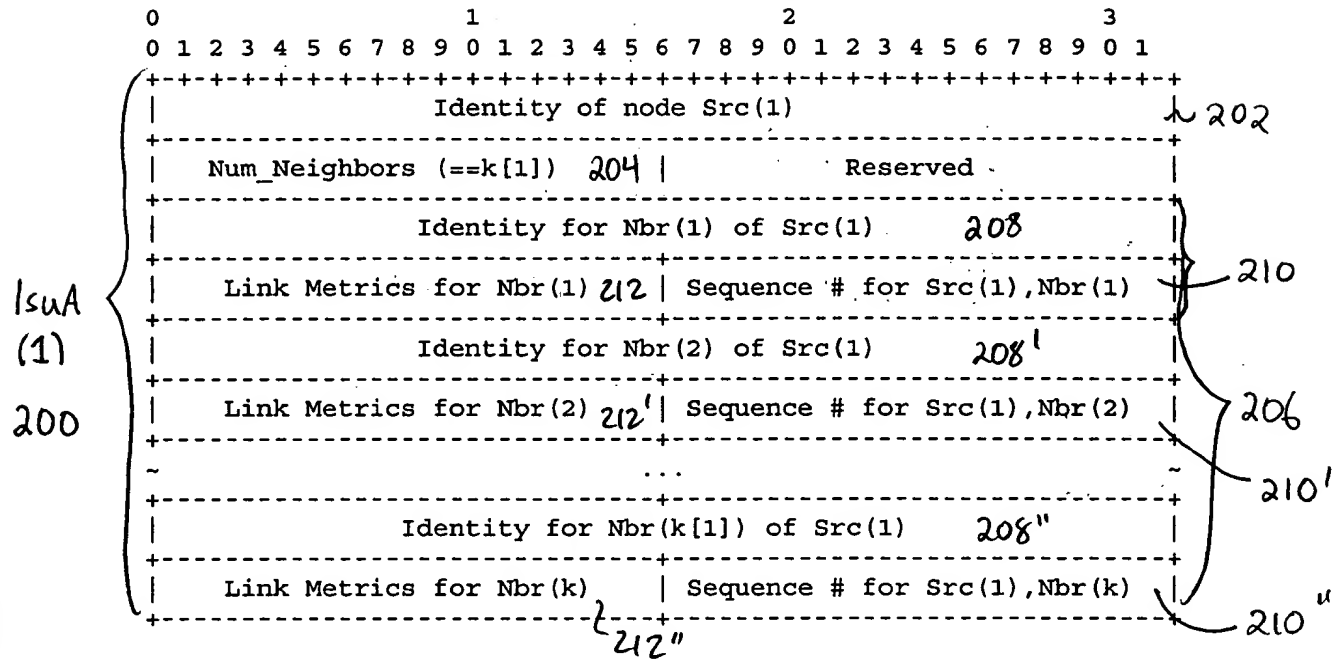 0 1 2 3
0 1 2 3 4 5 6 7 8 9 0 1 2 3 4 5 6 7 8 9 0 1 2 3 4 5 6 7 8 9 0 1
+-+-+-+-+-+-+-+-+-+-+-+-+-+-+-+-+-+-+-+-+-+-+-+-+-+-+-+-+-+-+-+-+
| Identity of node Src(1) | 202
+---------------------------------------------------------------+
| Num_Neighbors (==k[1]) 204 | Reserved |
+---------------------------------------------------------------+
| Identity for Nbr(1) of Src(1) 208 |
+-------------------------------+-------------------------------+
| Link Metrics for Nbr(1) 212 | Sequence # for Src(1),Nbr(1) 210
+-------------------------------+-------------------------------+
lsuA
(1)
200
| Identity for Nbr(2) of Src(1) 208' |
+-------------------------------+-------------------------------+
| Link Metrics for Nbr(2) 212' | Sequence # for Src(1),Nbr(2) 206
+-------------------------------+-------------------------------+
~ ... ~ 210'
+---------------------------------------------------------------+
| Identity for Nbr(k[1]) of Src(1) 208" |
+-------------------------------+-------------------------------+
| Link Metrics for Nbr(k) | Sequence # for Src(1),Nbr(k) 210"
+-------------------------------+-------------------------------+
212"